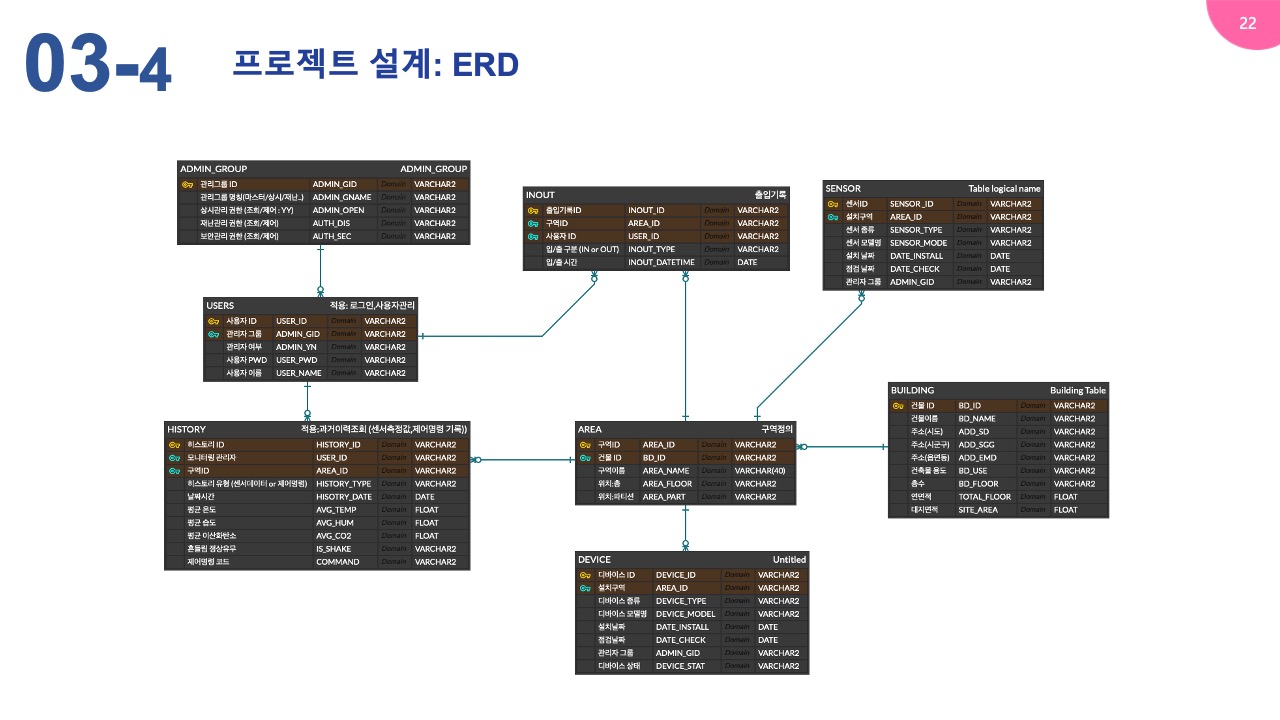 22
03-4 프로젝트 설계: ERD
ADMIN_GROUP ADMIN_GROUP
관리그룹 ID ADMIN_GID Domain VARCHAR2
관리그룹 명칭(마스터/상시/재난..) ADMIN_GNAME Domain VARCHAR2
상시관리 권한 (조회/제어 : YY) ADMIN_OPEN Domain VARCHAR2
재난관리 권한 (조회/제어) AUTH_DIS Domain VARCHAR2
보안관리 권한 (조회/제어) AUTH_SEC Domain VARCHAR2
INOUT 출입기록
출입기록ID INOUT_ID Domain VARCHAR2
구역ID AREA_ID Domain VARCHAR2
사용자 ID USER_ID Domain VARCHAR2
입/출 구분 (IN or OUT) INOUT_TYPE Domain VARCHAR2
입/출 시간 INOUT_DATETIME Domain DATE
SENSOR Table logical name
센서ID SENSOR_ID Domain VARCHAR2
설치구역 AREA_ID Domain VARCHAR2
센서 종류 SENSOR_TYPE Domain VARCHAR2
센서 모델명 SENSOR_MODE Domain VARCHAR2
설치 날짜 DATE_INSTALL Domain DATE
점검 날짜 DATE_CHECK Domain DATE
관리자 그룹 ADMIN_GID Domain VARCHAR2
USERS 적용: 로그인,사용자관리
사용자 ID USER_ID Domain VARCHAR2
관리자 그룹 ADMIN_GID Domain VARCHAR2
관리자 여부 ADMIN_YN Domain VARCHAR2
사용자 PWD USER_PWD Domain VARCHAR2
사용자 이름 USER_NAME Domain VARCHAR2
BUILDING Building Table
건물 ID BD_ID Domain VARCHAR2
건물이름 BD_NAME Domain VARCHAR2
주소(시도) ADD_SD Domain VARCHAR2
주소(시군구) ADD_SGG Domain VARCHAR2
주소(읍면동) ADD_EMD Domain VARCHAR2
건축물 용도 BD_USE Domain VARCHAR2
층수 BD_FLOOR Domain VARCHAR2
연면적 TOTAL_FLOOR Domain FLOAT
대지면적 SITE_AREA Domain FLOAT
HISTORY 적용:과거이력조회 (센서측정값,제어명령 기록))
히스토리 ID HISTORY_ID Domain VARCHAR2
모니터링 관리자 USER_ID Domain VARCHAR2
구역ID AREA_ID Domain VARCHAR2
히스토리 유형 (센서데이터 or 제어명령) HISTORY_TYPE Domain VARCHAR2
날짜시간 HISOTRY_DATE Domain DATE
평균 온도 AVG_TEMP Domain FLOAT
평균 습도 AVG_HUM Domain FLOAT
평균 이산화탄소 AVG_CO2 Domain FLOAT
흔들림 정상유무 IS_SHAKE Domain VARCHAR2
제어명령 코드 COMMAND Domain VARCHAR2
AREA 구역정의
구역ID AREA_ID Domain VARCHAR2
건물 ID BD_ID Domain VARCHAR2
구역이름 AREA_NAME Domain VARCHAR(40)
위치:층 AREA_FLOOR Domain VARCHAR2
위치:파티션 AREA_PART Domain VARCHAR2
DEVICE Untitled
디바이스 ID DEVICE_ID Domain VARCHAR2
설치구역 AREA_ID Domain VARCHAR2
디바이스 종류 DEVICE_TYPE Domain VARCHAR2
디바이스 모델명 DEVICE_MODEL Domain VARCHAR2
설치날짜 DATE_INSTALL Domain DATE
점검날짜 DATE_CHECK Domain DATE
관리자 그룹 ADMIN_GID Domain VARCHAR2
디바이스 상태 DEVICE_STAT Domain VARCHAR2